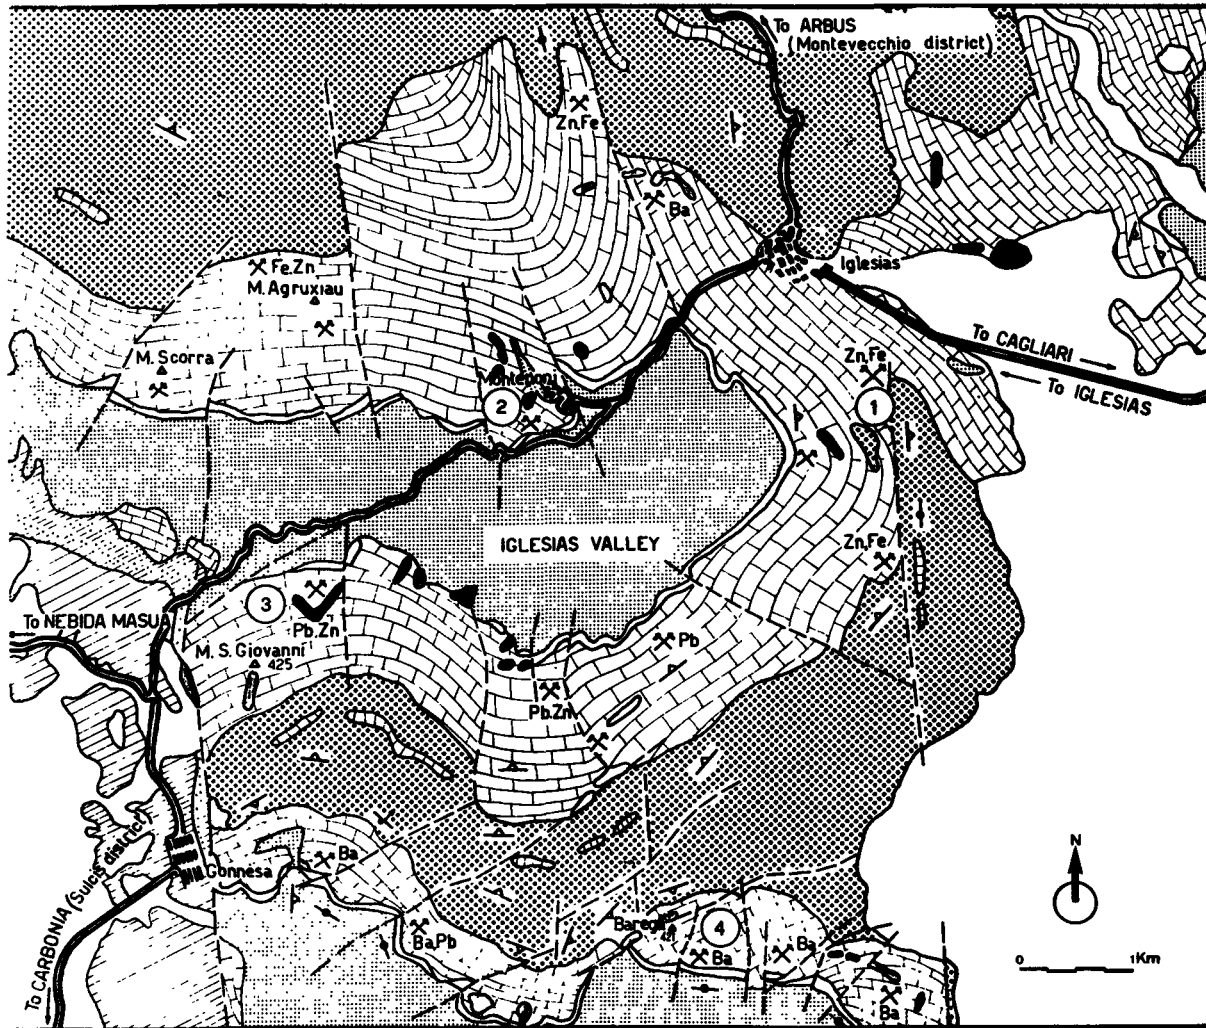 To ARBUS
(Montevecchio district)
Zn,Fe
Ba
Iglesias
Fe.Zn
M. Agruxiau
M. Scorra
To CAGLIARI
To IGLESIAS
Zn,Fe
Monteponi
2
1
IGLESIAS VALLEY
Zn,Fe
3
To NEBIDA MASUA
Pb.Zn
Pb
M. S. Giovanni
425
Pb.Zn
N
Ba
Gonnesa
To CARBONIA (Sulcis district)
Ba,Pb
Barega
4
Ba
Ba
Ba
0 1Km